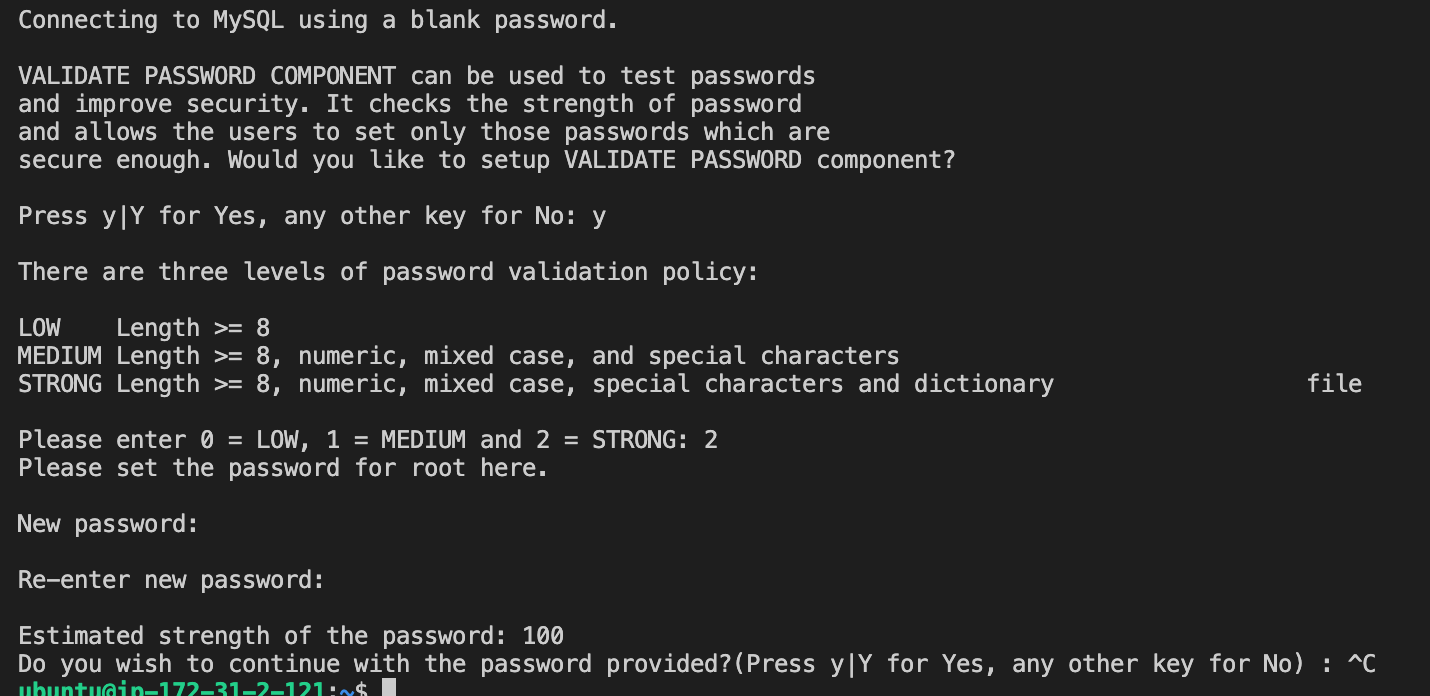 Connecting to MySQL using a blank password.
VALIDATE PASSWORD COMPONENT can be used to test passwords
and improve security. It checks the strength of password
and allows the users to set only those passwords which are
secure enough. Would you like to setup VALIDATE PASSWORD component?
Press y|Y for Yes, any other key for No: y
There are three levels of password validation policy:
LOW    Length >= 8
MEDIUM Length >= 8, numeric, mixed case, and special characters
STRONG Length >= 8, numeric, mixed case, special characters and dictionary                  file
Please enter 0 = LOW, 1 = MEDIUM and 2 = STRONG: 2
Please set the password for root here.
New password:
Re-enter new password:
Estimated strength of the password: 100
Do you wish to continue with the password provided?(Press y|Y for Yes, any other key for No) : ^C
ubuntu@ip-172-31-2-121:~$